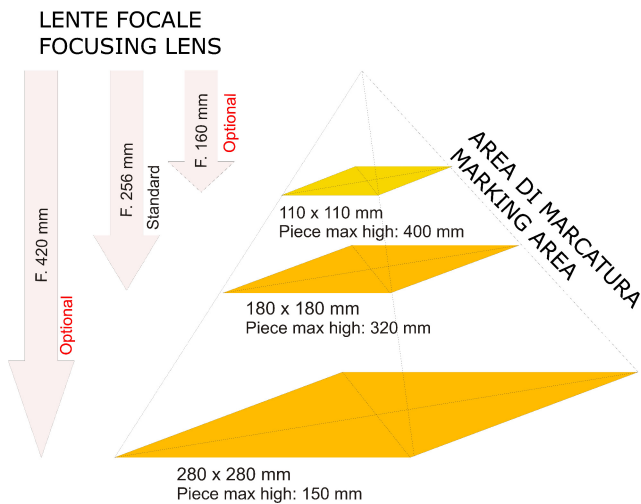 LENTE FOCALE
FOCUSING LENS
F. 420 mm
Optional
F. 256 mm
Standard
F. 160 mm
Optional
AREA DI MARCATURA
MARKING AREA
110 x 110 mm
Piece max high: 400 mm
180 x 180 mm
Piece max high: 320 mm
280 x 280 mm
Piece max high: 150 mm